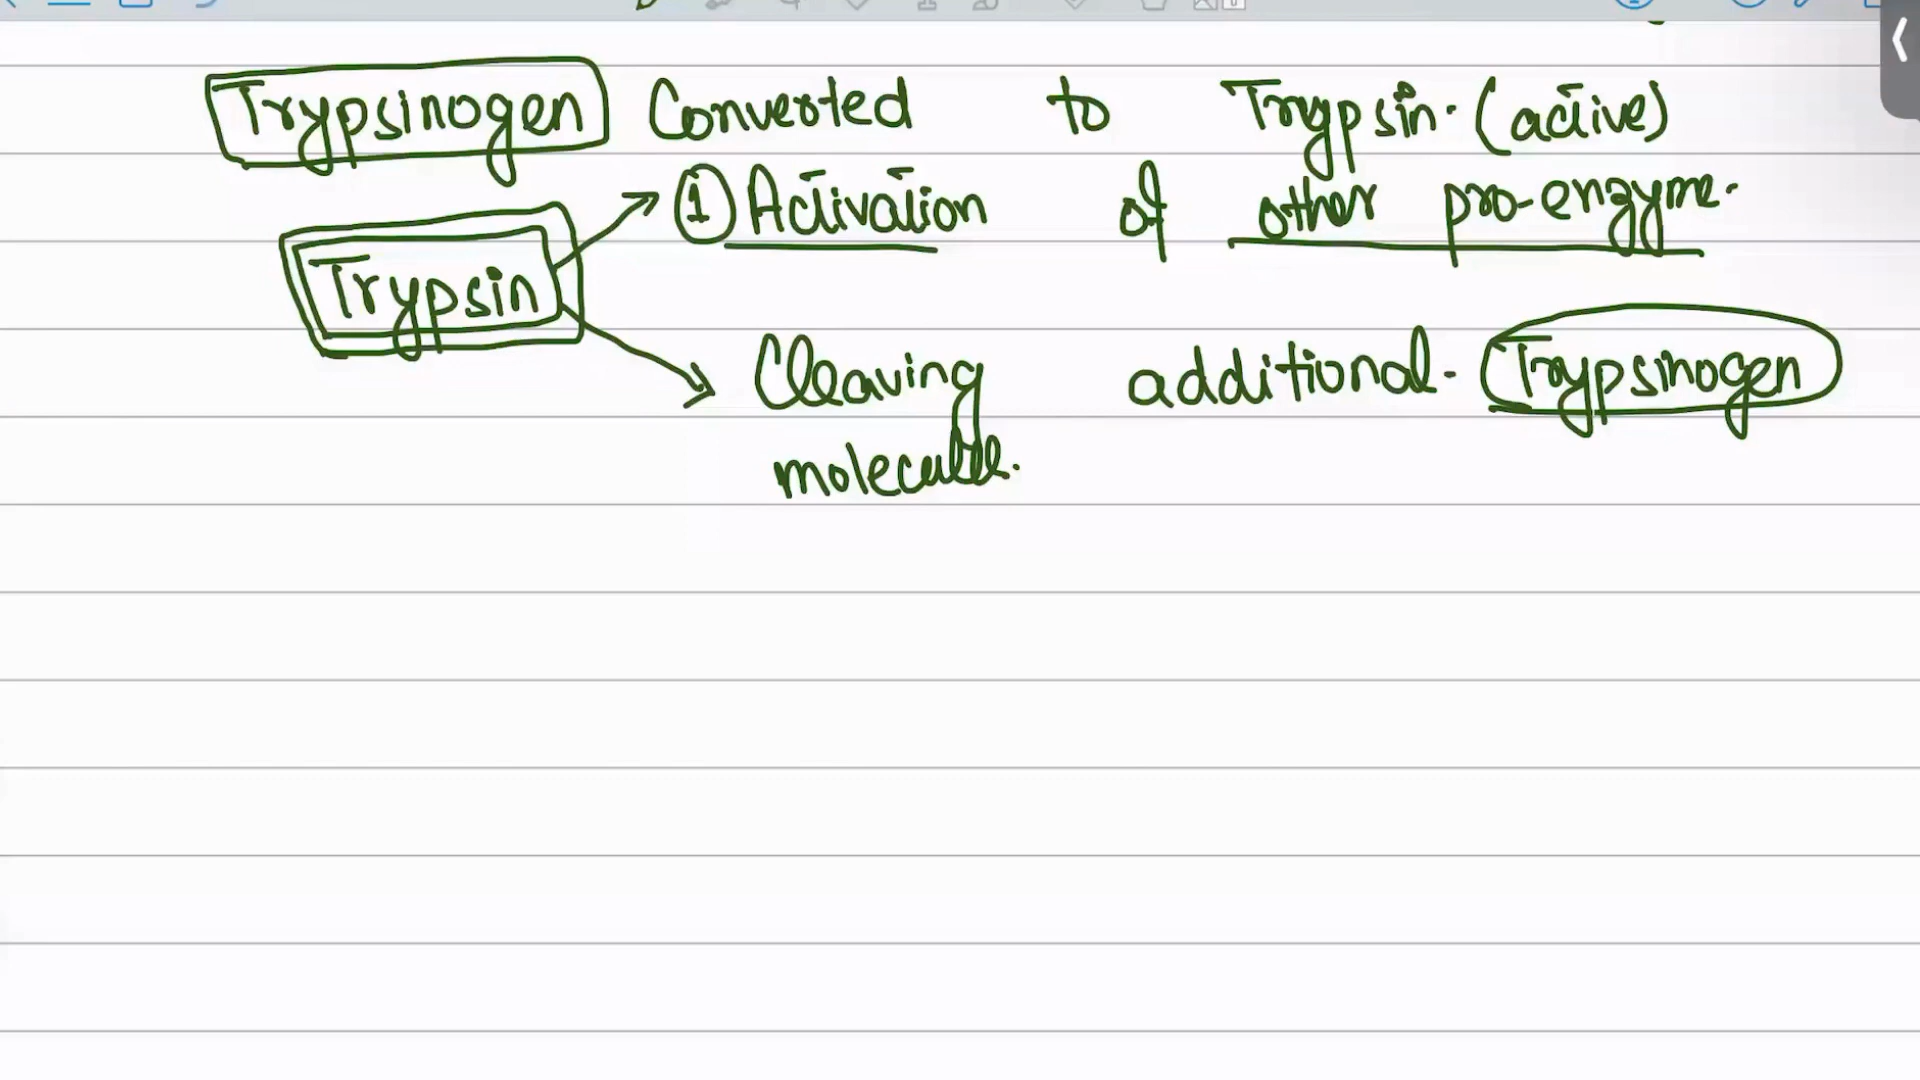 Trypsinogen Converted to Trypsin. (active)
① Activation of other pro-enzyme.
Trypsin
Cleaving additional. Trypsinogen
molecule.